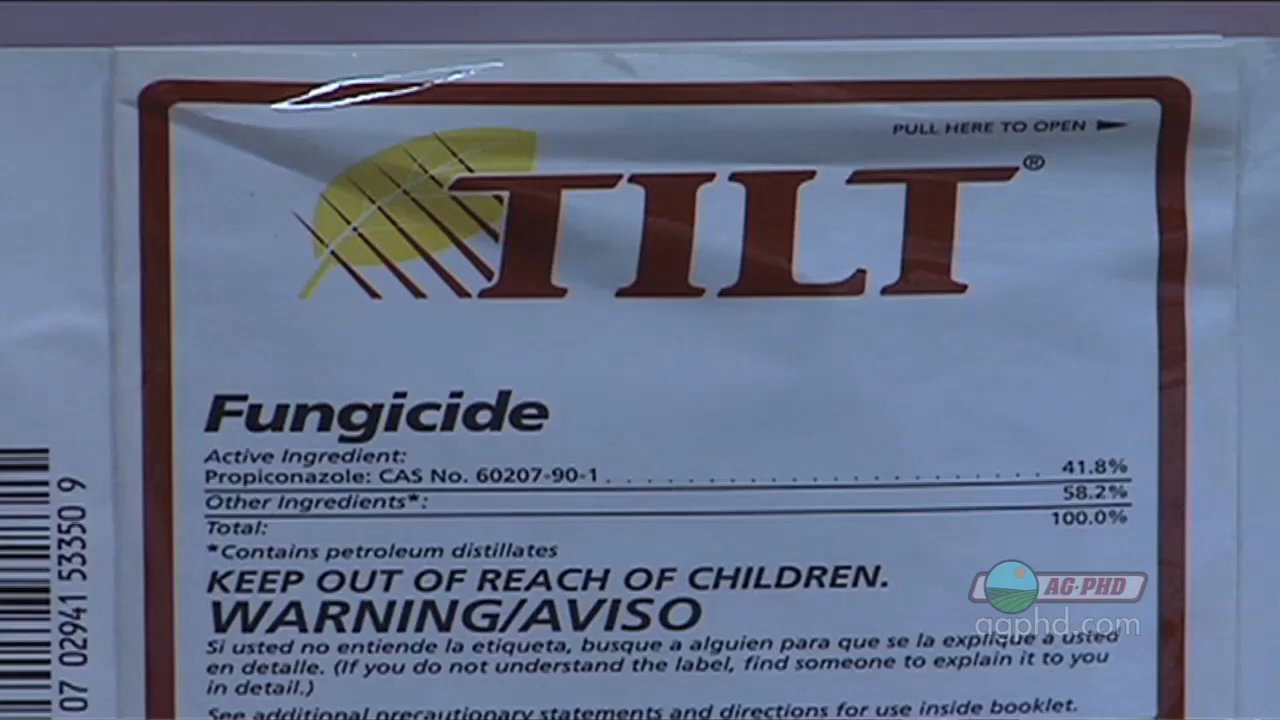 PULL HERE TO OPEN
TILT®
Fungicide
Active Ingredient:
Propiconazole: CAS No. 60207-90-1 . . . . . . . . . . . . . . . . . . . . . . 41.8%
Other Ingredients*: 58.2%
Total: 100.0%
*Contains petroleum distillates
KEEP OUT OF REACH OF CHILDREN.
WARNING/AVISO
Si usted no entiende la etiqueta, busque a alguien para que se la explique a usted
en detalle. (If you do not understand the label, find someone to explain it to you
in detail.)
See additional precautionary statements and directions for use inside booklet.
07 02941 53350 9
AG·PHD
agphd.com